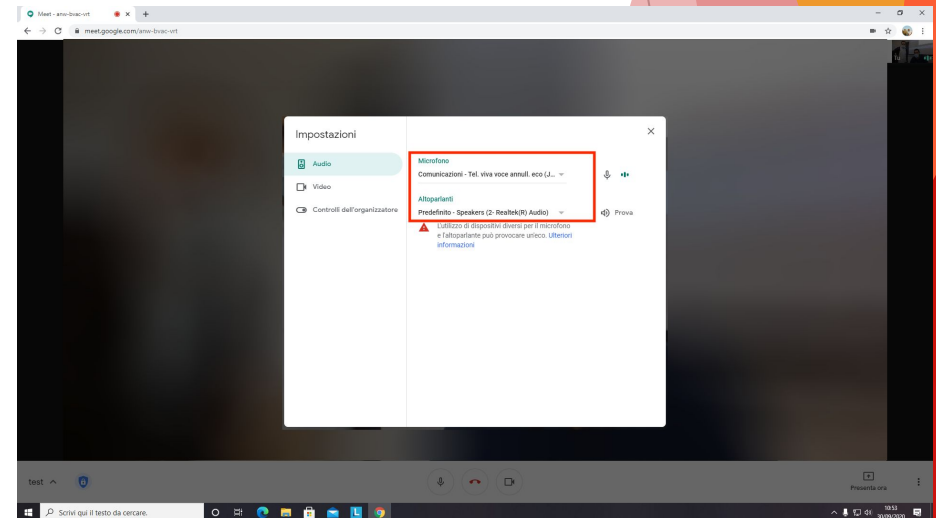 Meet - anw-bvac-vrt
meet.google.com/anw-bvac-vrt
Impostazioni
Audio
Video
Controlli dell'organizzatore
Microfono
Comunicazioni - Tel. viva voce annull. eco (J...
Altoparlanti
Predefinito - Speakers (2- Realtek(R) Audio)
Prova
L'utilizzo di dispositivi diversi per il microfono
e l'altoparlante può provocare un'eco. Ulteriori
informazioni
test
Presenta ora
Scrivi qui il testo da cercare.
L
10:53
30/09/2020